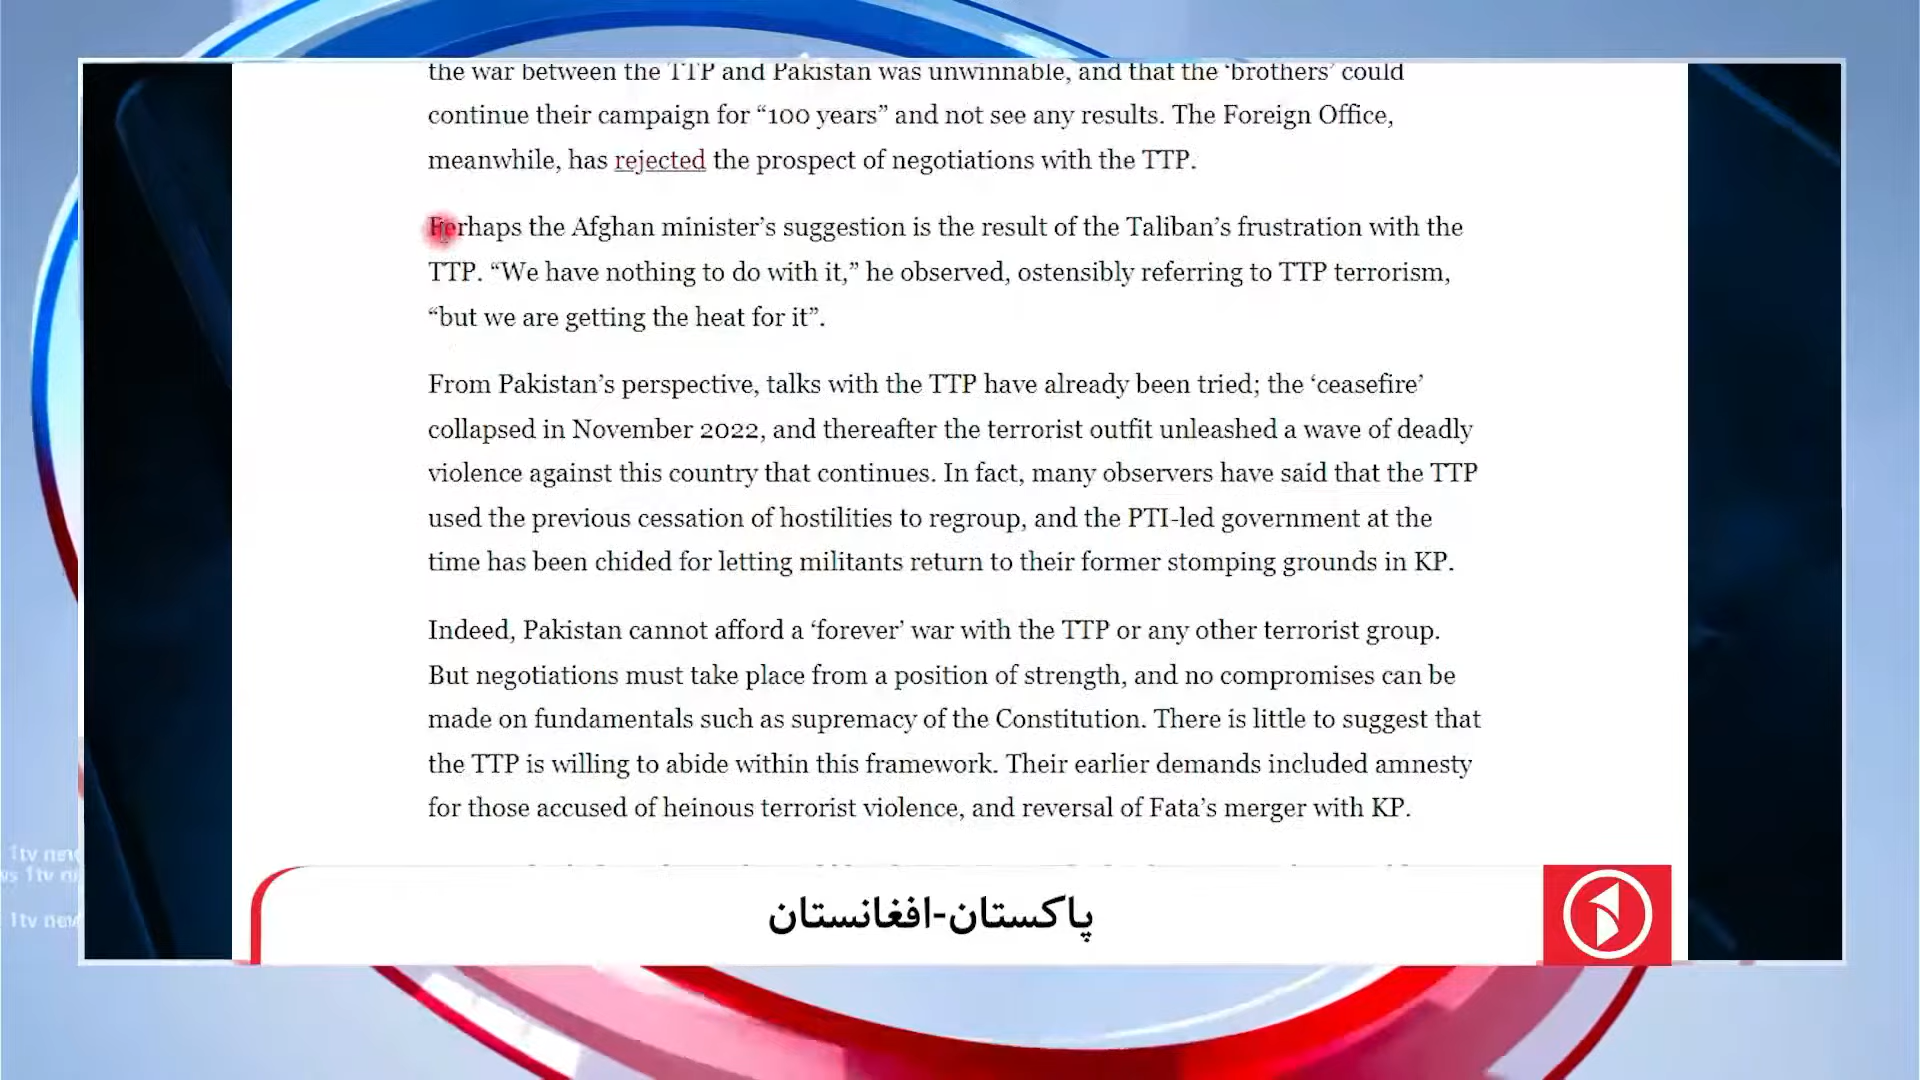 the war between the TTP and Pakistan was unwinnable, and that the ‘brothers’ could
continue their campaign for “100 years” and not see any results. The Foreign Office,
meanwhile, has rejected the prospect of negotiations with the TTP.
Perhaps the Afghan minister’s suggestion is the result of the Taliban’s frustration with the
TTP. “We have nothing to do with it,” he observed, ostensibly referring to TTP terrorism,
“but we are getting the heat for it”.
From Pakistan’s perspective, talks with the TTP have already been tried; the ‘ceasefire’
collapsed in November 2022, and thereafter the terrorist outfit unleashed a wave of deadly
violence against this country that continues. In fact, many observers have said that the TTP
used the previous cessation of hostilities to regroup, and the PTI-led government at the
time has been chided for letting militants return to their former stomping grounds in KP.
Indeed, Pakistan cannot afford a ‘forever’ war with the TTP or any other terrorist group.
But negotiations must take place from a position of strength, and no compromises can be
made on fundamentals such as supremacy of the Constitution. There is little to suggest that
the TTP is willing to abide within this framework. Their earlier demands included amnesty
for those accused of heinous terrorist violence, and reversal of Fata’s merger with KP.
1tv new
1tv n
1tv new
پاکستان-افغانستان